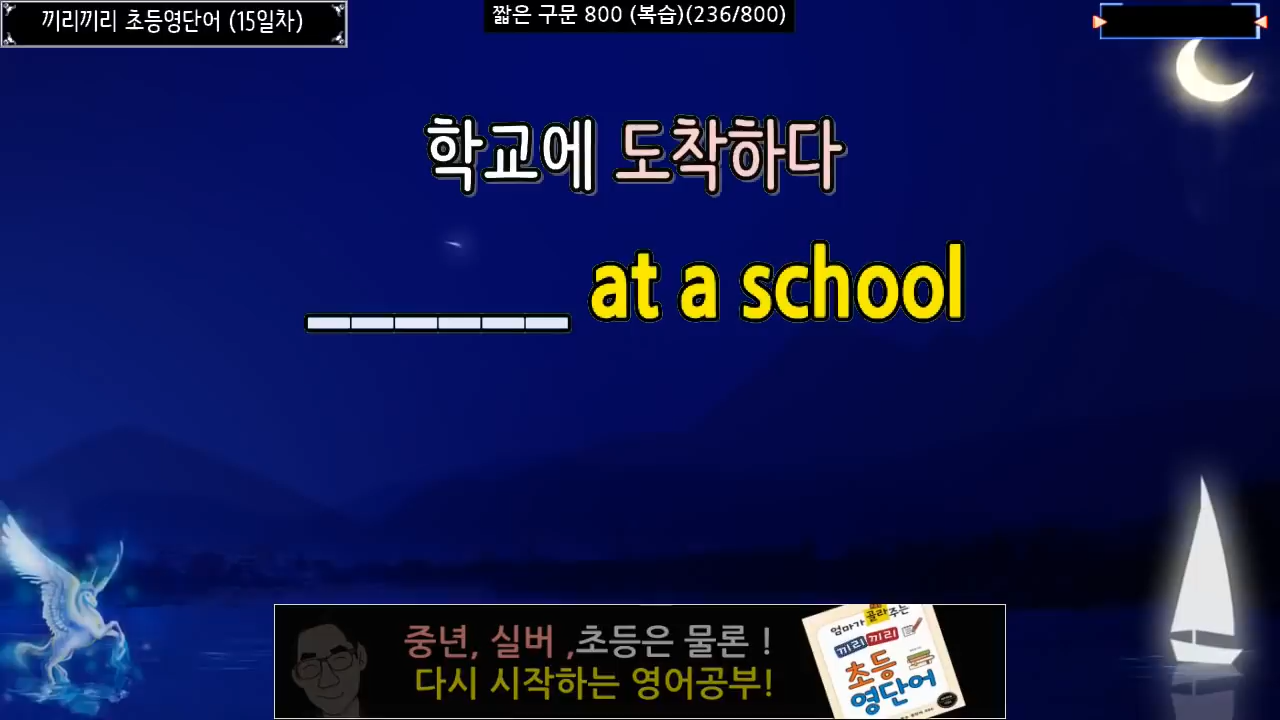 끼리끼리 초등영단어 (15일차)
짧은 구문 800 (복습)(236/800)
학교에 도착하다
______ at a school
중년, 실버 ,초등은 물론 !
다시 시작하는 영어공부!
엄마가 골라주는
끼리끼리
초등
영단어